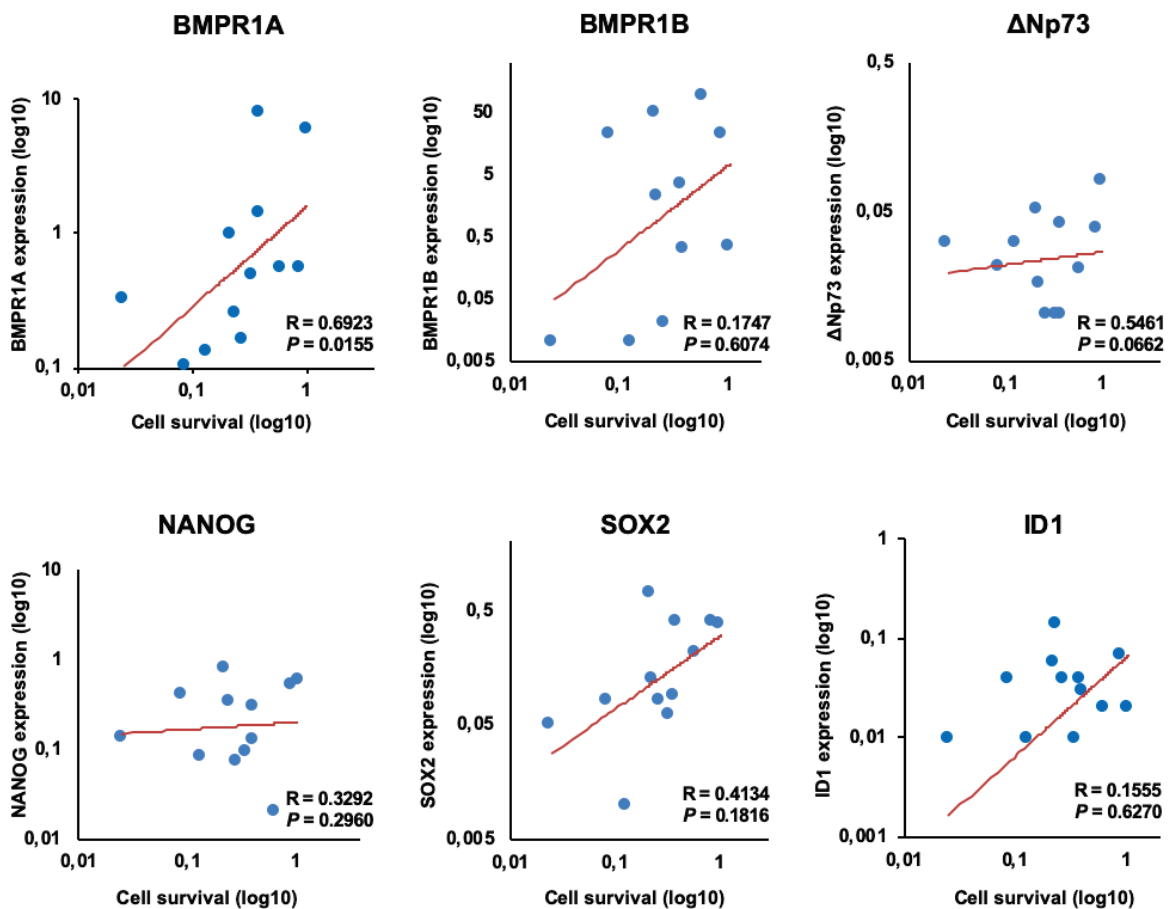 BMPR1A
BMPR1A expression (log10)
10
1
0,1
0,01
0,1
1
R = 0.6923
P = 0.0155
Cell survival (log10)
BMPR1B
BMPR1B expression (log10)
50
5
0,5
0,05
0,005
0,01
0,1
1
R = 0.1747
P = 0.6074
Cell survival (log10)
ΔNp73
ΔNp73 expression (log10)
0,5
0,05
0,005
0,01
0,1
1
R = 0.5461
P = 0.0662
Cell survival (log10)
NANOG
NANOG expression (log10)
10
1
0,1
0,01
0,01
0,1
1
R = 0.3292
P = 0.2960
Cell survival (log10)
SOX2
SOX2 expression (log10)
0,5
0,05
0,005
0,01
0,1
1
R = 0.4134
P = 0.1816
Cell survival (log10)
ID1
ID1 expression (log10)
1
0,1
0,01
0,001
0,01
0,1
1
R = 0.1555
P = 0.6270
Cell survival (log10)